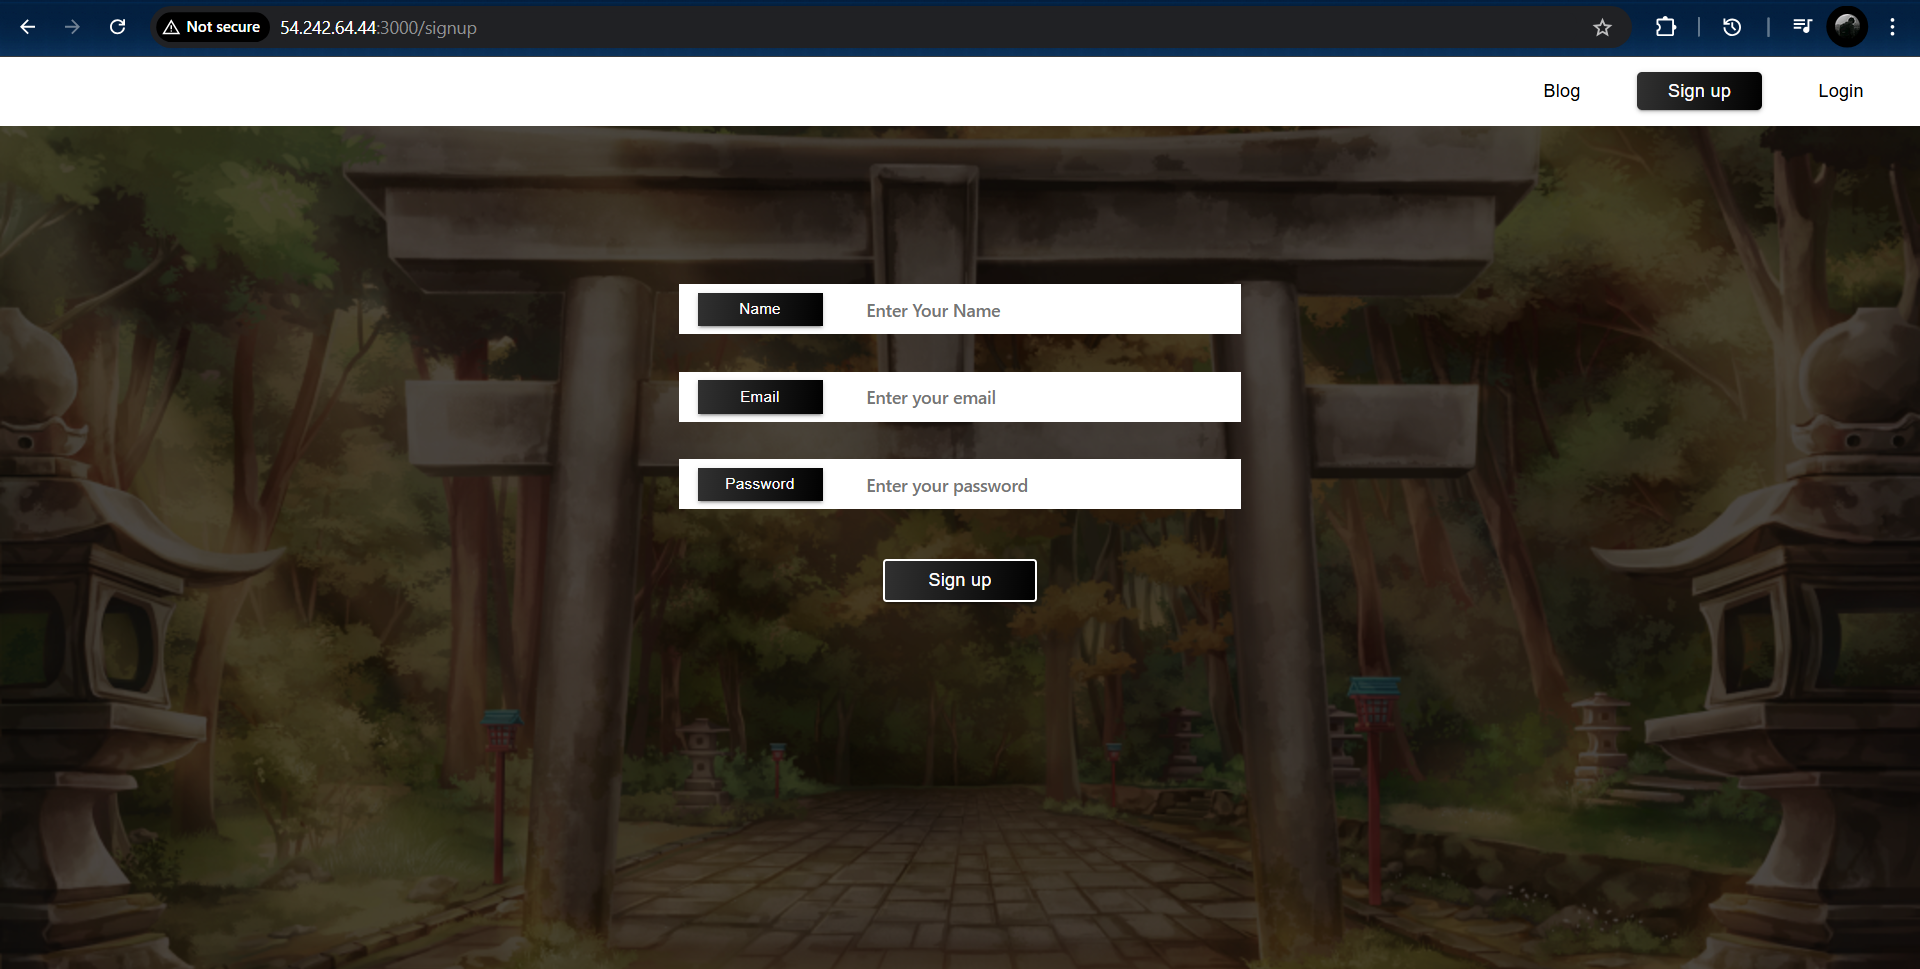 Not secure 54.242.64.44:3000/signup
Blog Sign up Login
Name Enter Your Name
Email Enter your email
Password Enter your password
Sign up